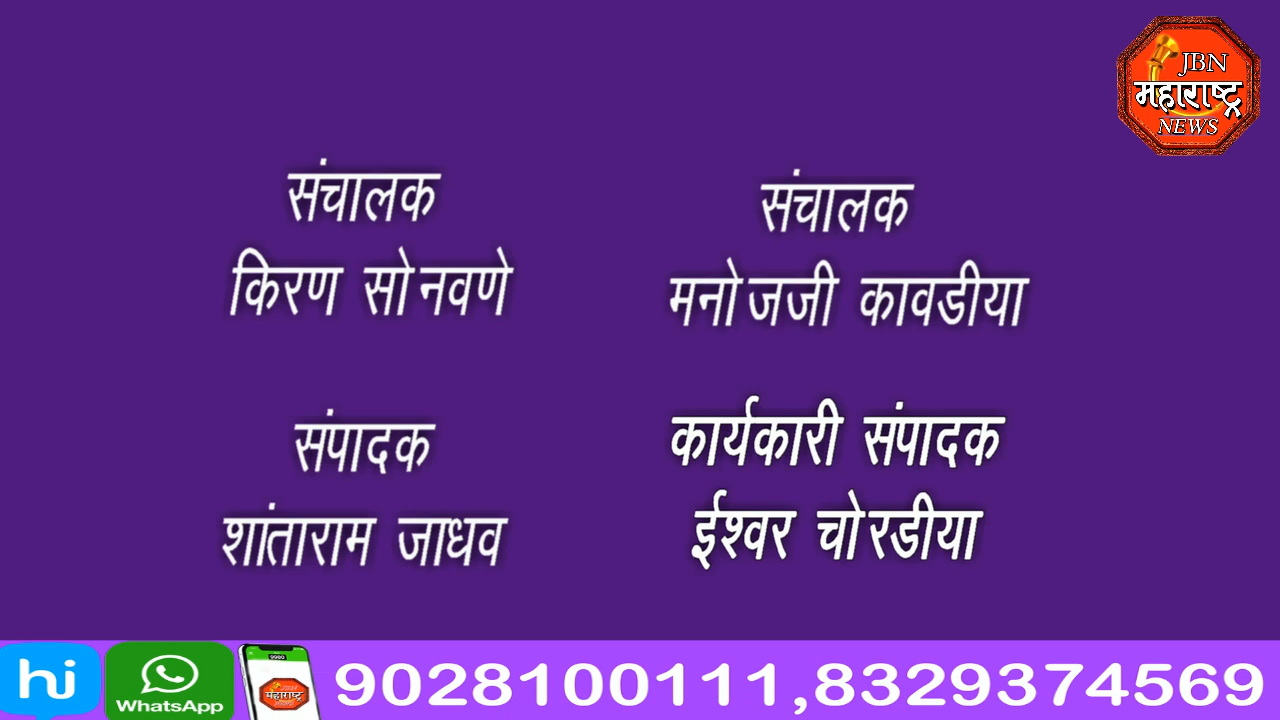 JBN
महाराष्ट्र
NEWS
संचालक
किरण सोनवणे
संचालक
मनोजजी कावडीया
संपादक
शांताराम जाधव
कार्यकारी संपादक
ईश्वर चोरडीया
hi
WhatsApp
महाराष्ट्र
9028100111,8329374569